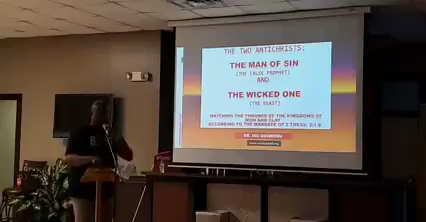 THE TWO ANTICHRISTS:
THE MAN OF SIN
(THE FALSE PROPHET)
AND
THE WICKED ONE
(THE BEAST)
WATCHING THE THRONES OF THE KINGDOMS OF
IRON AND CLAY
ACCORDING TO THE MANDATE OF 2 THESS. 2:1-9